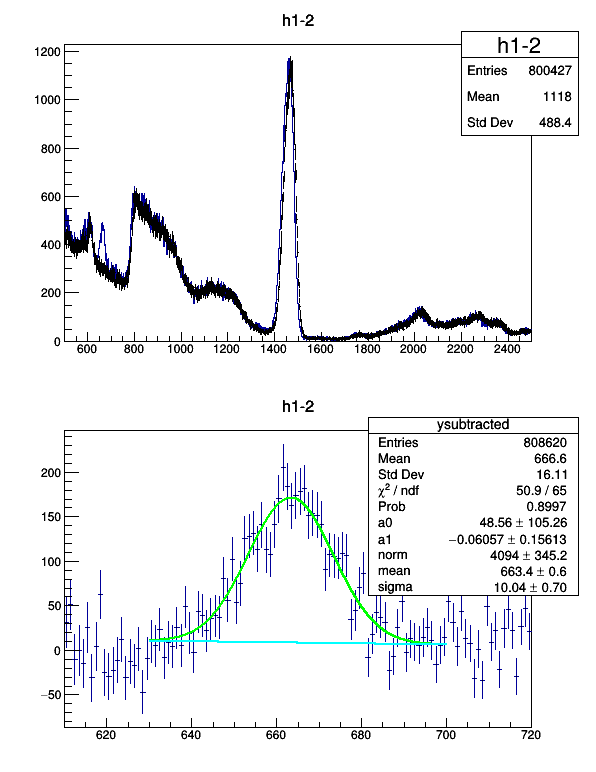 h1-2
h1-2
Entries 800427
Mean 1118
Std Dev 488.4
1200
1000
800
600
400
200
0
600 800 1000 1200 1400 1600 1800 2000 2200 2400
h1-2
ysubtracted
Entries 808620
Mean 666.6
Std Dev 16.11
χ² / ndf 50.9 / 65
Prob 0.8997
a0 48.56 ± 105.26
a1 −0.06057 ± 0.15613
norm 4094 ± 345.2
mean 663.4 ± 0.6
sigma 10.04 ± 0.70
200
150
100
50
0
−50
620 640 660 680 700 720